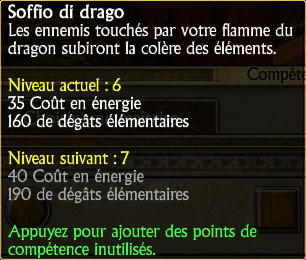 Soffio di drago
Les ennemis touchés par votre flamme du
dragon subiront la colère des éléments.
Compéte
Niveau actuel : 6
35 Coût en énergie
160 de dégâts élémentaires
Niveau suivant : 7
40 Coût en énergie
190 de dégâts élémentaires
Appuyez pour ajouter des points de
compétence inutilisés.